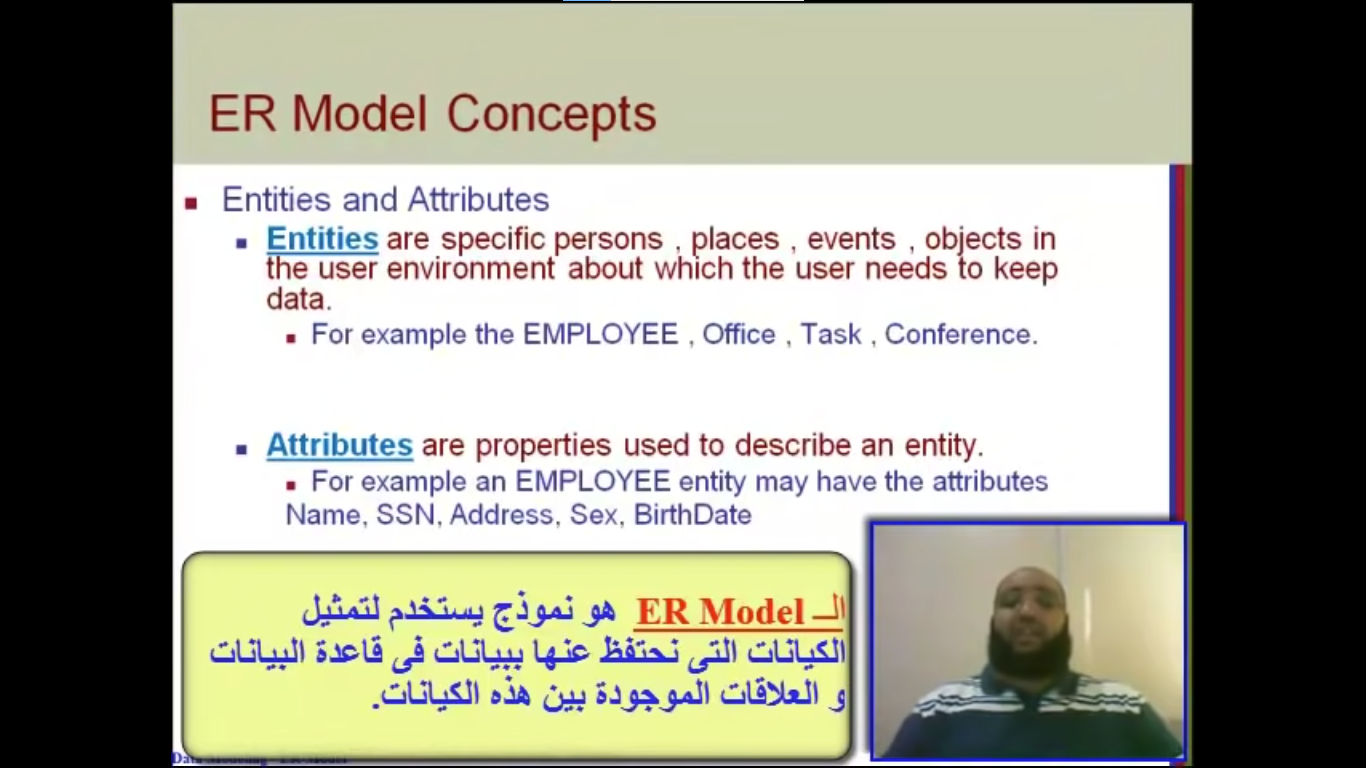 ER Model Concepts
Entities and Attributes
Entities are specific persons , places , events , objects in
the user environment about which the user needs to keep
data.
For example the EMPLOYEE , Office , Task , Conference.
Attributes are properties used to describe an entity.
For example an EMPLOYEE entity may have the attributes
Name, SSN, Address, Sex, BirthDate
الــ ER Model هو نموذج يستخدم لتمثيل
الكيانات التى نحتفظ عنها ببيانات فى قاعدة البيانات
و العلاقات الموجودة بين هذه الكيانات.